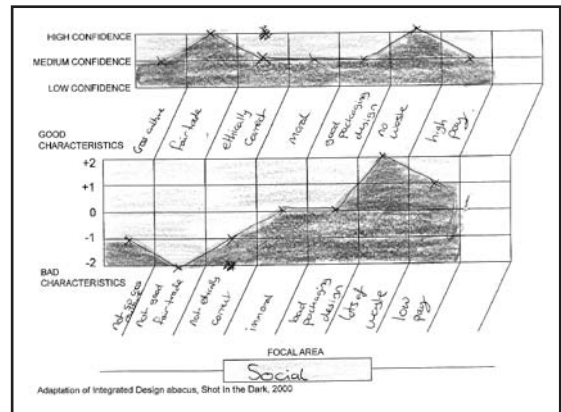 HIGH CONFIDENCE
MEDIUM CONFIDENCE
LOW CONFIDENCE
GOOD
CHARACTERISTICS
fair trade
ethically
correct
moral
good
packaging
design
no
waste
high
pay
+2
+1
0
-1
-2
BAD
CHARACTERISTICS
not good
fair trade
not ethically
correct
immoral
bad
packaging
design
lots of
waste
low
pay
FOCAL AREA
Social
Adaptation of Integrated Design abacus, Shot In the Dark, 2000